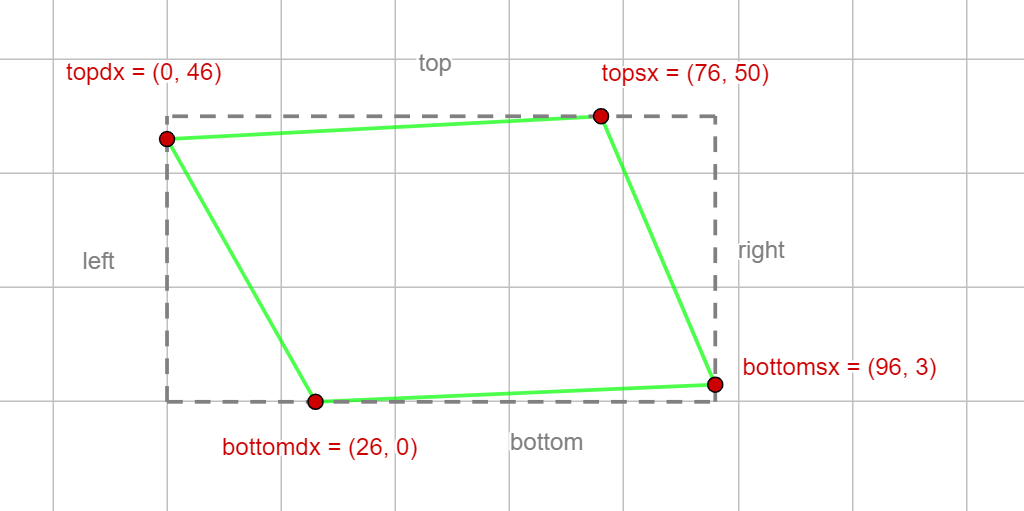 top
topdx = (0, 46)
topsx = (76, 50)
left
right
bottomsx = (96, 3)
bottomdx = (26, 0)
bottom